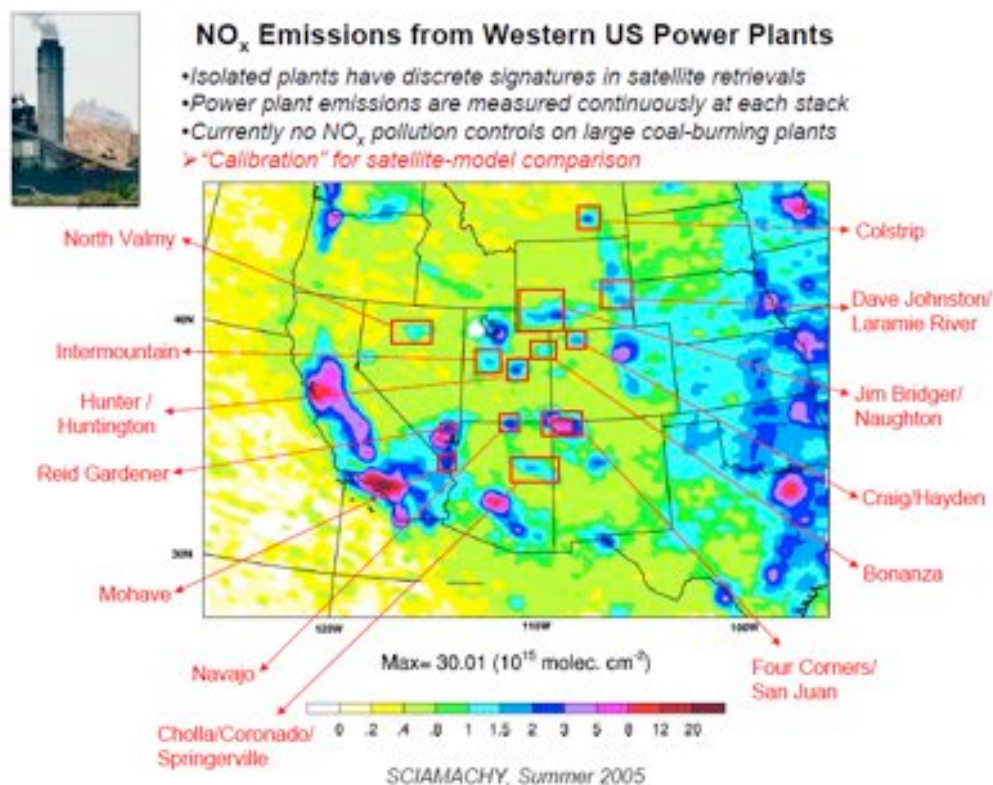 NOx Emissions from Western US Power Plants
•Isolated plants have discrete signatures in satellite retrievals
•Power plant emissions are measured continuously at each stack
•Currently no NOx pollution controls on large coal-burning plants
➢"Calibration" for satellite-model comparison
North Valmy
Colstrip
Dave Johnston/
Laramie River
40N
Intermountain
Hunter /
Huntington
Jim Bridger/
Naughton
Reid Gardener
Craig/Hayden
30N
Bonanza
Mohave
120W
110W
100W
Navajo
Max= 30.01 (10^15 molec. cm^-2)
Four Corners/
San Juan
Cholla/Coronado/
Springerville
0 .2 .4 .8 1 1.5 2 3 5 8 12 20
SCIAMACHY, Summer 2005